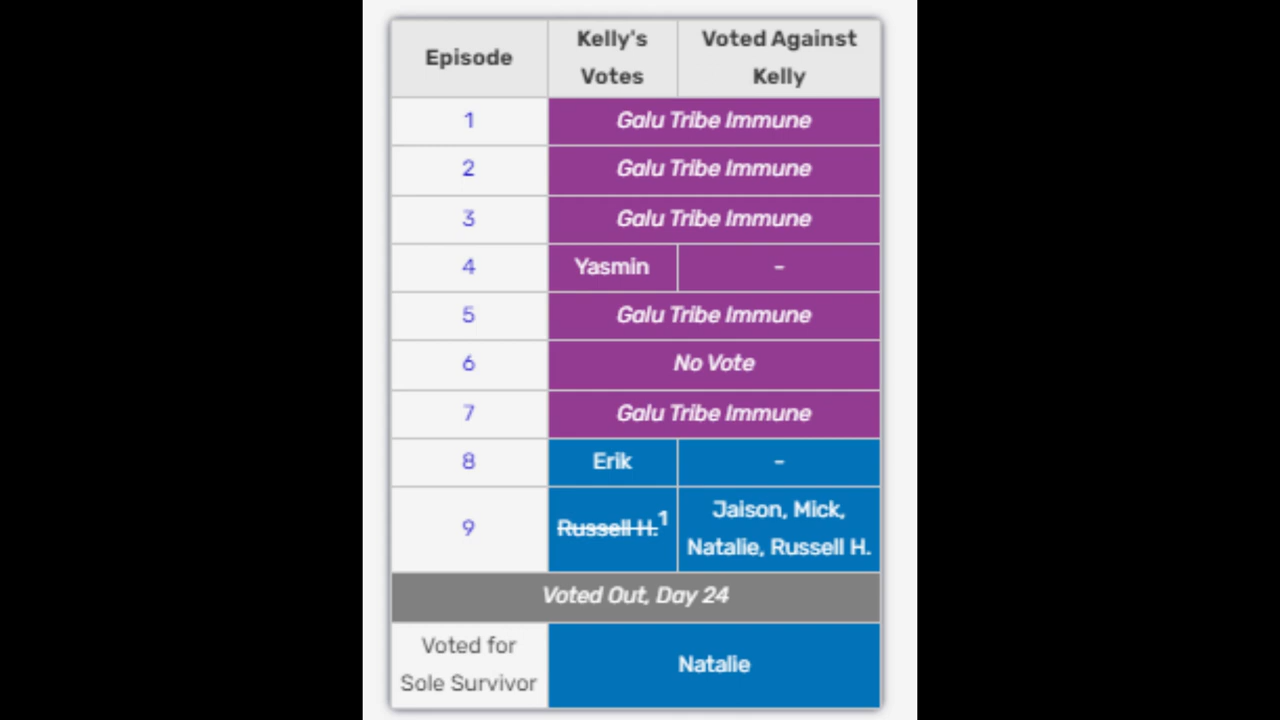 Episode
Kelly's
Votes
Voted Against
Kelly
1
Galu Tribe Immune
2
Galu Tribe Immune
3
Galu Tribe Immune
4
Yasmin
-
5
Galu Tribe Immune
6
No Vote
7
Galu Tribe Immune
8
Erik
-
9
Russell H.1
Jaison, Mick,
Natalie, Russell H.
Voted Out, Day 24
Voted for
Sole Survivor
Natalie